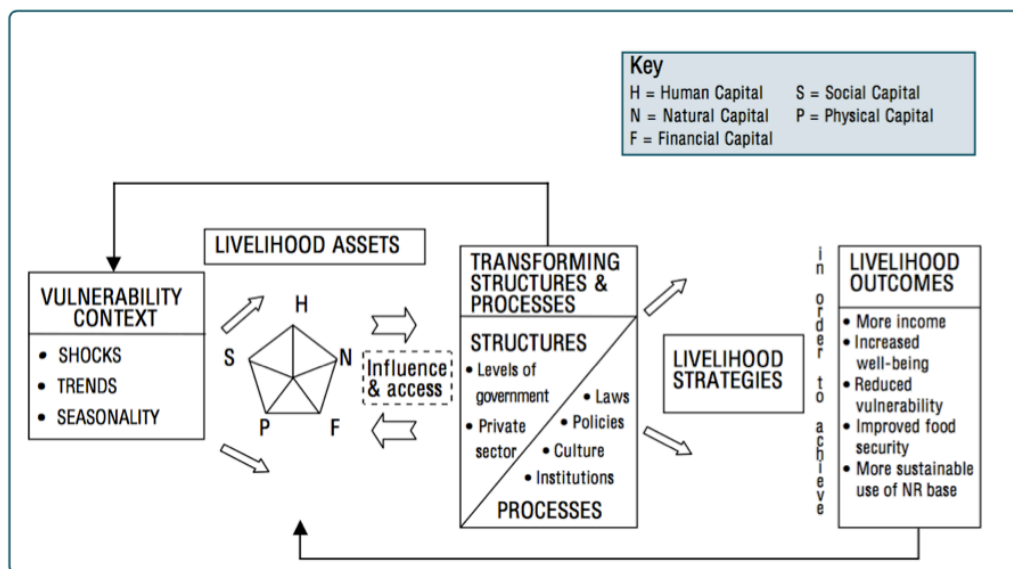 Key
H = Human Capital S = Social Capital
N = Natural Capital P = Physical Capital
F = Financial Capital
LIVELIHOOD ASSETS
VULNERABILITY
CONTEXT
• SHOCKS
• TRENDS
• SEASONALITY
H
S
N
P
F
Influence
& access
TRANSFORMING
STRUCTURES &
PROCESSES
STRUCTURES
• Levels of
government
• Private
sector
• Laws
• Policies
• Culture
• Institutions
PROCESSES
LIVELIHOOD
STRATEGIES
in order to achieve
LIVELIHOOD
OUTCOMES
• More income
• Increased
well-being
• Reduced
vulnerability
• Improved food
security
• More sustainable
use of NR base